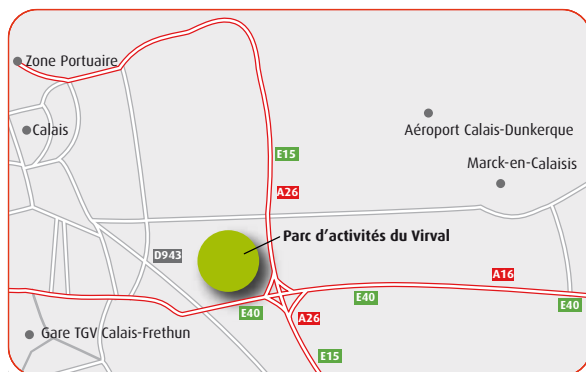 Zone Portuaire
Aéroport Calais-Dunkerque
Calais
E15
Marck-en-Calaisis
A26
Parc d'activités du Virval
D943
A16
E40
E40
E40
A26
Gare TGV Calais-Frethun
E15